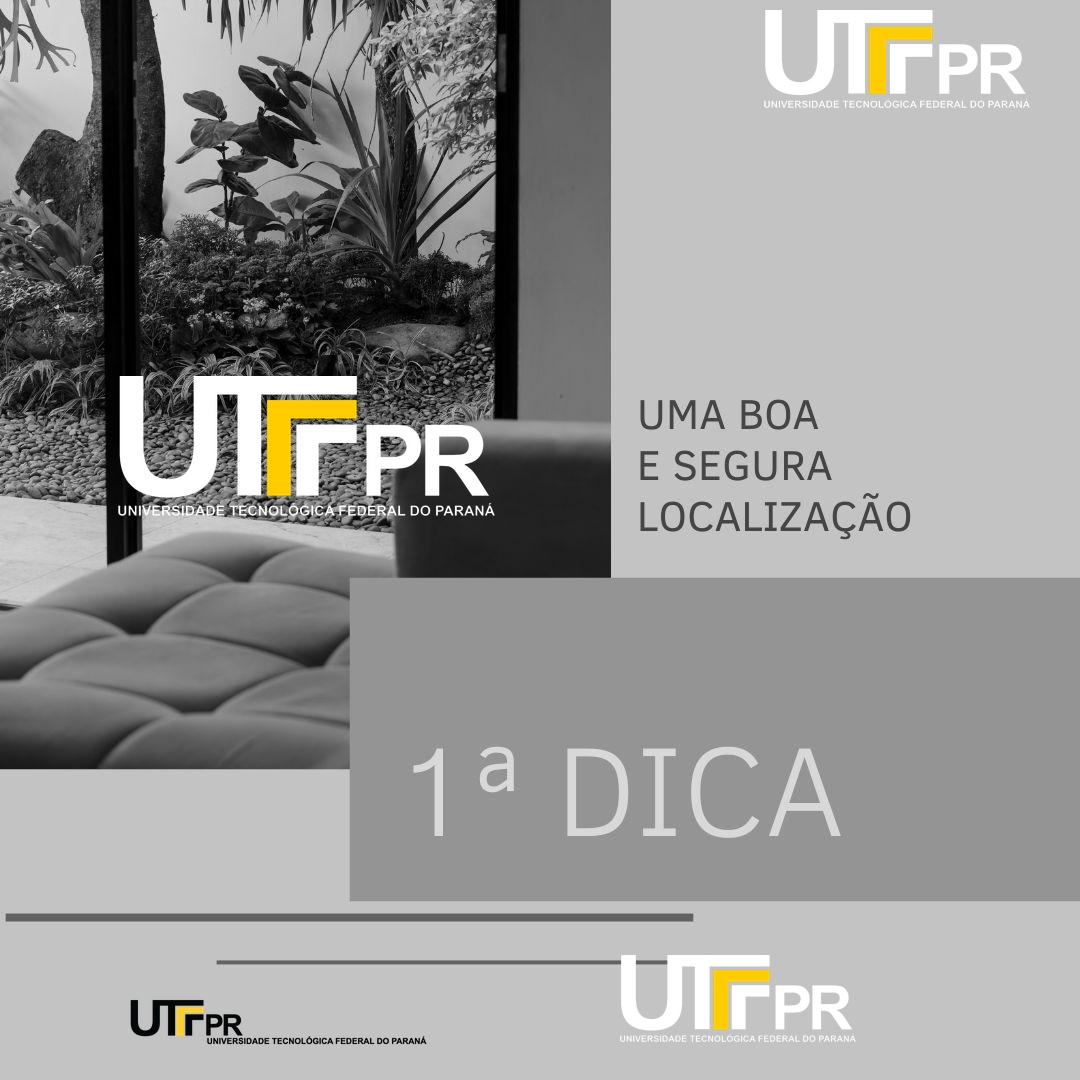 UTFPR
UNIVERSIDADE TECNOLÓGICA FEDERAL DO PARANÁ
UTFPR
UNIVERSIDADE TECNOLÓGICA FEDERAL DO PARANÁ
UMA BOA
E SEGURA
LOCALIZAÇÃO
1ª DICA
UTFPR
UNIVERSIDADE TECNOLÓGICA FEDERAL DO PARANÁ
UTFPR
UNIVERSIDADE TECNOLÓGICA FEDERAL DO PARANÁ